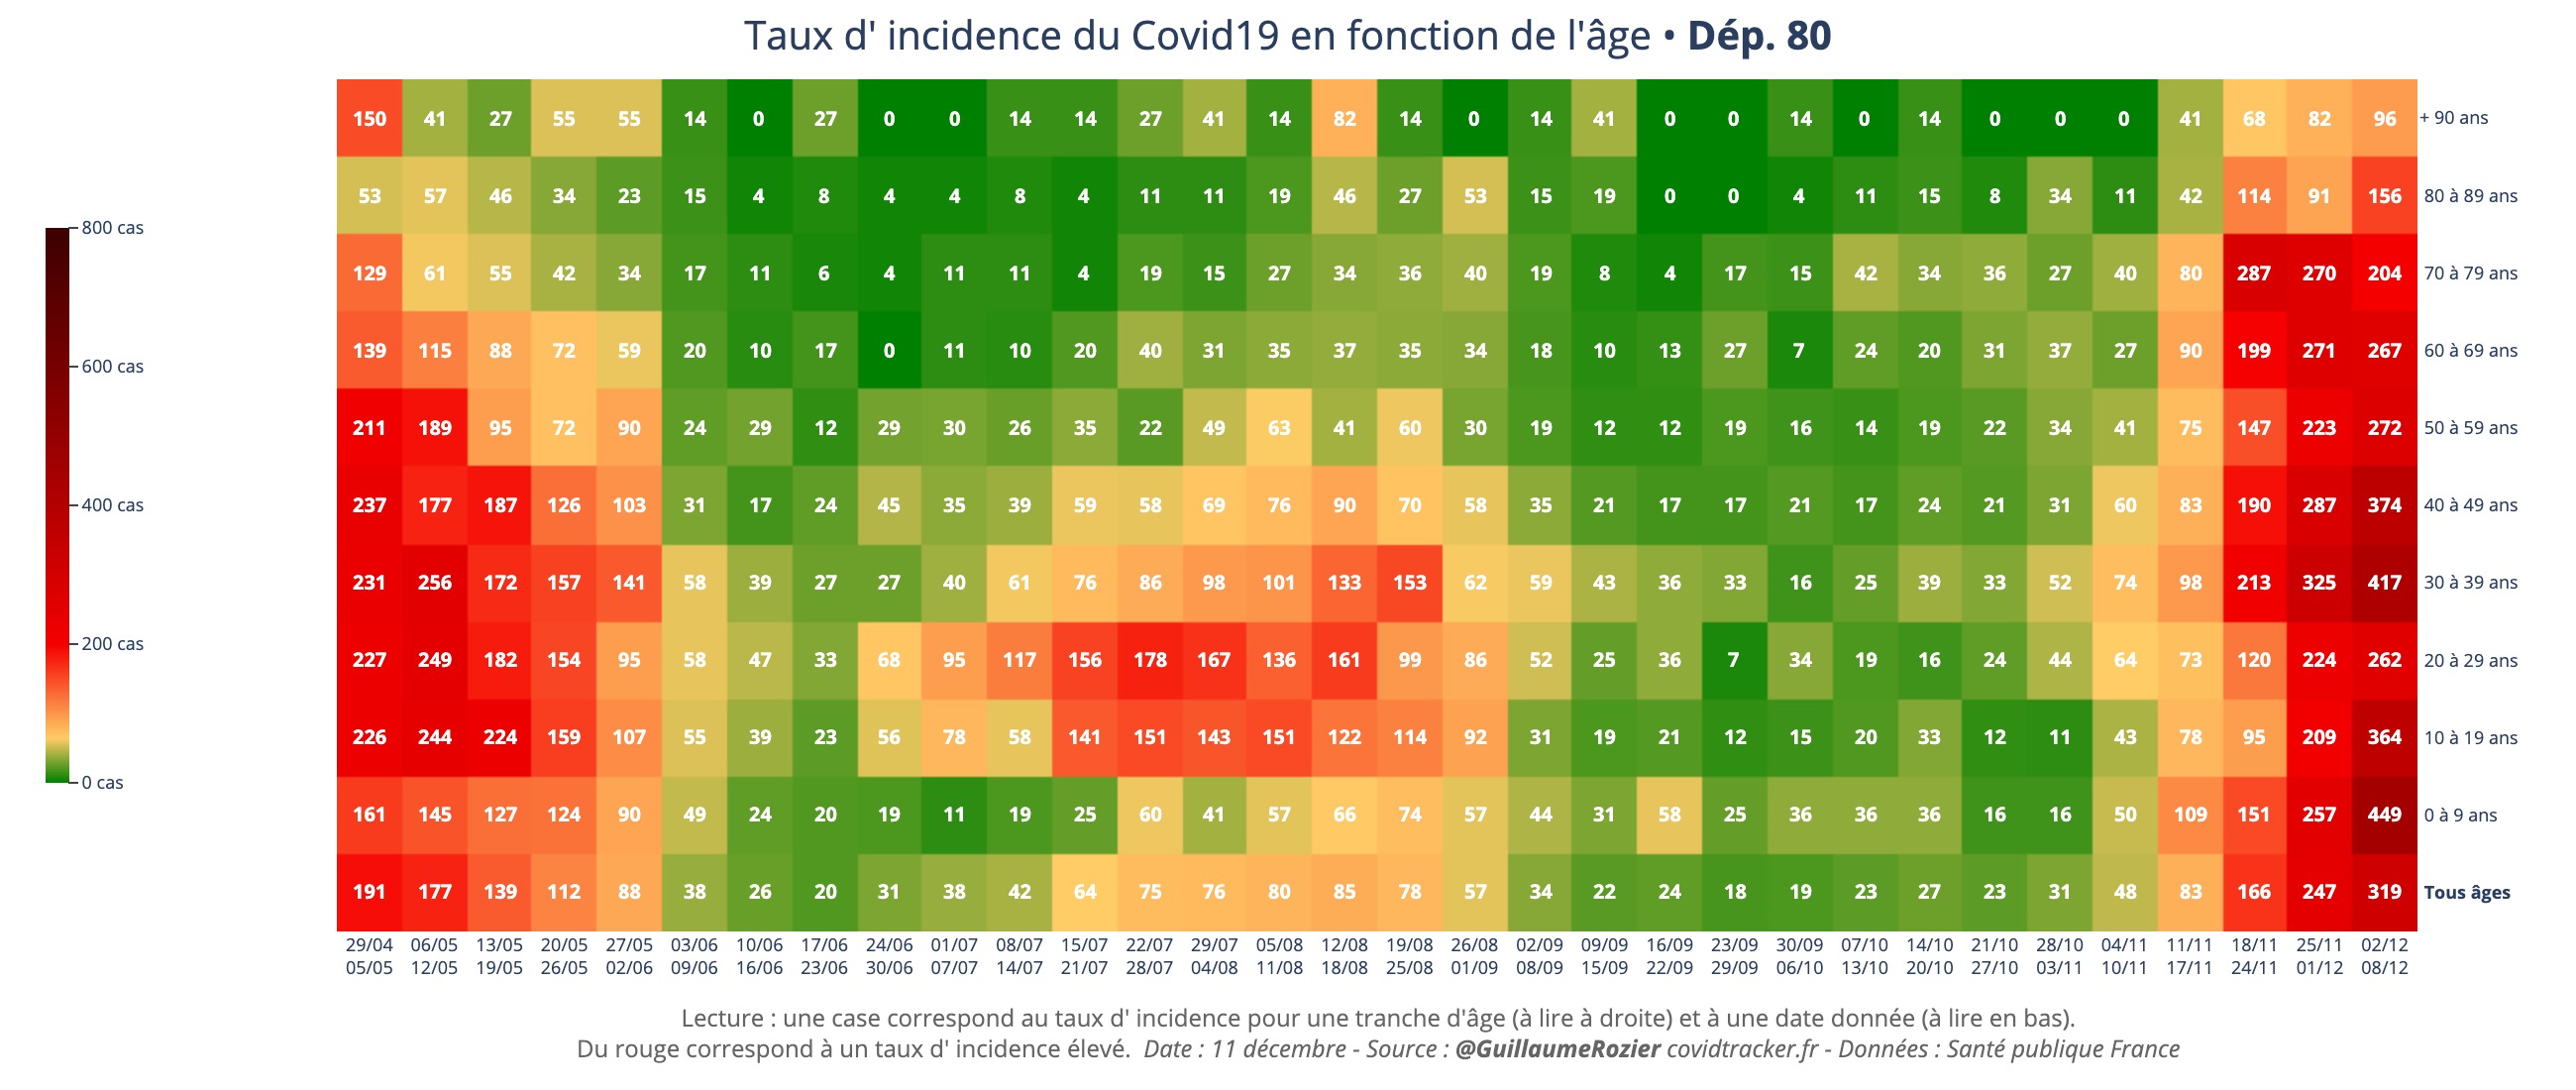 Taux d' incidence du Covid19 en fonction de l'âge • Dép. 80
150 41 27 55 55 14 0 27 0 0 14 14 27 41 14 82 14 0 14 41 0 0 14 0 14 0 0 0 41 68 82 96 + 90 ans
53 57 46 34 23 15 4 8 4 4 8 4 11 11 19 46 27 53 15 19 0 0 4 11 15 8 34 11 42 114 91 156 80 à 89 ans
800 cas
129 61 55 42 34 17 11 6 4 11 11 4 19 15 27 34 36 40 19 8 4 17 15 42 34 36 27 40 80 287 270 204 70 à 79 ans
139 115 88 72 59 20 10 17 0 11 10 20 40 31 35 37 35 34 18 10 13 27 7 24 20 31 37 27 90 199 271 267 60 à 69 ans
600 cas
211 189 95 72 90 24 29 12 29 30 26 35 22 49 63 41 60 30 19 12 12 19 16 14 19 22 34 41 75 147 223 272 50 à 59 ans
400 cas
237 177 187 126 103 31 17 24 45 35 39 59 58 69 76 90 70 58 35 21 17 17 21 17 24 21 31 60 83 190 287 374 40 à 49 ans
231 256 172 157 141 58 39 27 27 40 61 76 86 98 101 133 153 62 59 43 36 33 16 25 39 33 52 74 98 213 325 417 30 à 39 ans
200 cas
227 249 182 154 95 58 47 33 68 95 117 156 178 167 136 161 99 86 52 25 36 7 34 19 16 24 44 64 73 120 224 262 20 à 29 ans
226 244 224 159 107 55 39 23 56 78 58 141 151 143 151 122 114 92 31 19 21 12 15 20 33 12 11 43 78 95 209 364 10 à 19 ans
0 cas
161 145 127 124 90 49 24 20 19 11 19 25 60 41 57 66 74 57 44 31 58 25 36 36 36 16 16 50 109 151 257 449 0 à 9 ans
191 177 139 112 88 38 26 20 31 38 42 64 75 76 80 85 78 57 34 22 24 18 19 23 27 23 31 48 83 166 247 319 Tous âges
29/04 06/05 13/05 20/05 27/05 03/06 10/06 17/06 24/06 01/07 08/07 15/07 22/07 29/07 05/08 12/08 19/08 26/08 02/09 09/09 16/09 23/09 30/09 07/10 14/10 21/10 28/10 04/11 11/11 18/11 25/11 02/12
05/05 12/05 19/05 26/05 02/06 09/06 16/06 23/06 30/06 07/07 14/07 21/07 28/07 04/08 11/08 18/08 25/08 01/09 08/09 15/09 22/09 29/09 06/10 13/10 20/10 27/10 03/11 10/11 17/11 24/11 01/12 08/12
Lecture : une case correspond au taux d' incidence pour une tranche d'âge (à lire à droite) et à une date donnée (à lire en bas).
Du rouge correspond à un taux d' incidence élevé. Date : 11 décembre - Source : @GuillaumeRozier covidtracker.fr - Données : Santé publique France